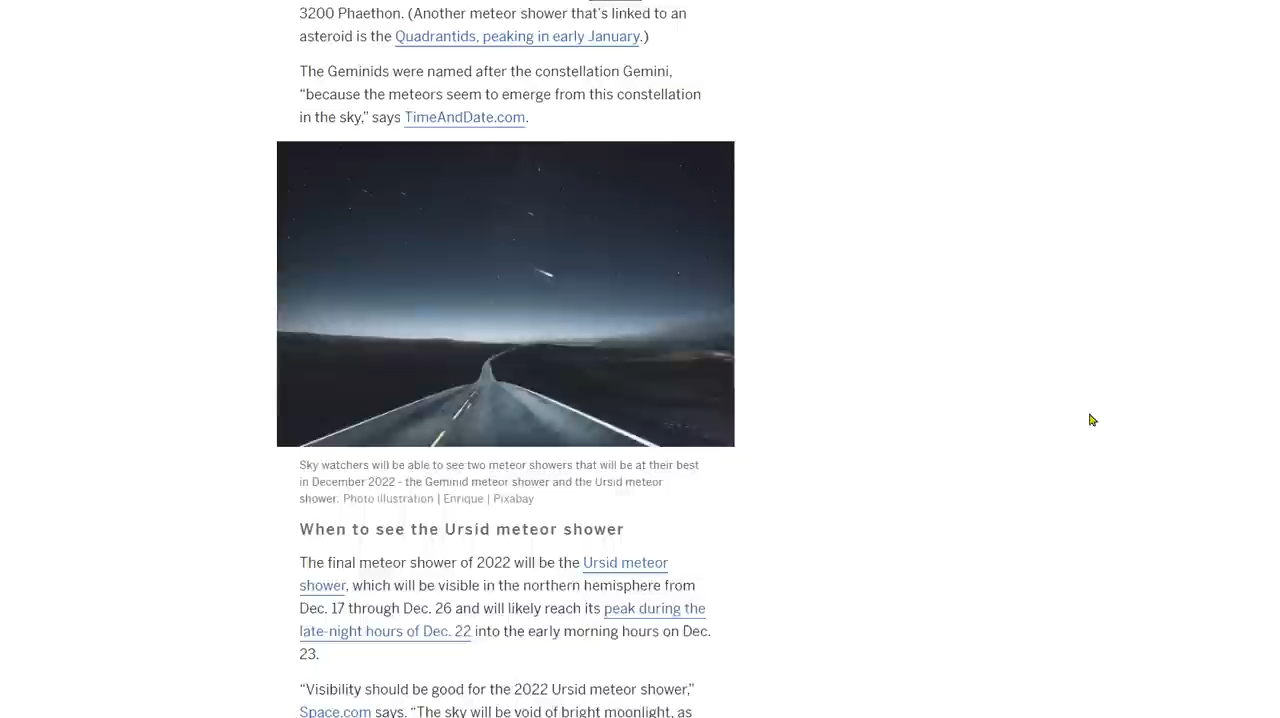 3200 Phaethon. (Another meteor shower that's linked to an
asteroid is the Quadrantids, peaking in early January.)
The Geminids were named after the constellation Gemini,
“because the meteors seem to emerge from this constellation
in the sky,” says TimeAndDate.com.
Sky watchers will be able to see two meteor showers that will be at their best
in December 2022 - the Geminid meteor shower and the Ursid meteor
shower. Photo illustration | Enrique | Pixabay
When to see the Ursid meteor shower
The final meteor shower of 2022 will be the Ursid meteor
shower, which will be visible in the northern hemisphere from
Dec. 17 through Dec. 26 and will likely reach its peak during the
late-night hours of Dec. 22 into the early morning hours on Dec.
23.
“Visibility should be good for the 2022 Ursid meteor shower,”
Space.com says. “The sky will be void of bright moonlight, as